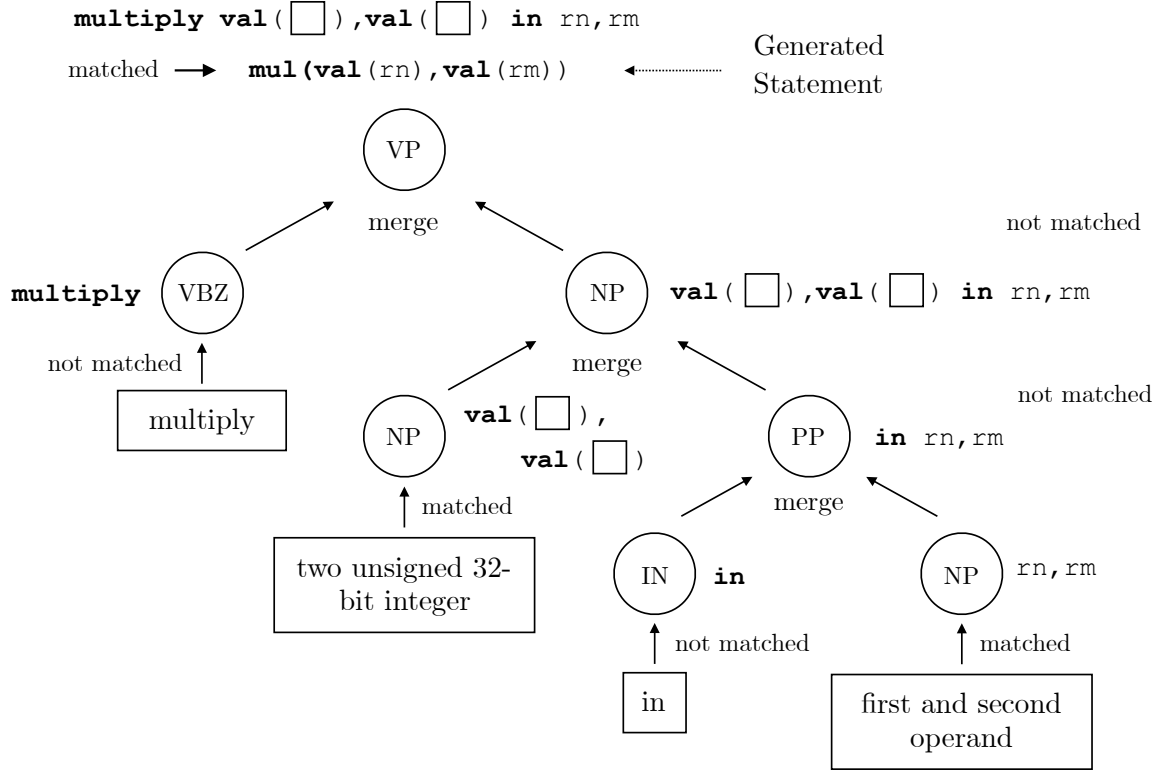 multiply val(□),val(□) in rn,rm
matched
mul(val(rn),val(rm))
Generated
Statement
VP
merge
not matched
multiply
VBZ
NP
val(□),val(□) in rn,rm
not matched
merge
not matched
multiply
NP
val(□),
val(□)
PP
in rn,rm
matched
merge
two unsigned 32-
bit integer
IN
in
NP
rn,rm
not matched
matched
in
first and second
operand